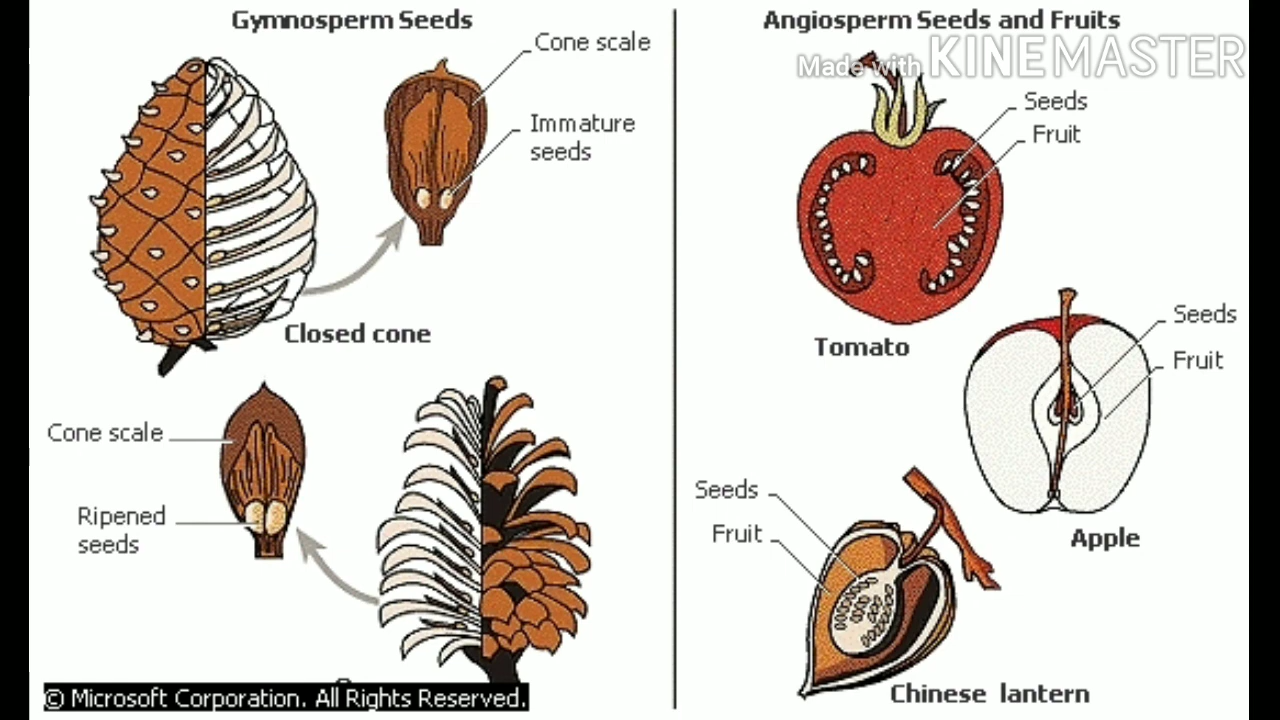 Gymnosperm Seeds
Cone scale
Immature
seeds
Closed cone
Cone scale
Ripened
seeds
© Microsoft Corporation. All Rights Reserved.
Angiosperm Seeds and Fruits
Made with KINEMASTER
Seeds
Fruit
Tomato
Seeds
Fruit
Apple
Seeds
Fruit
Chinese lantern